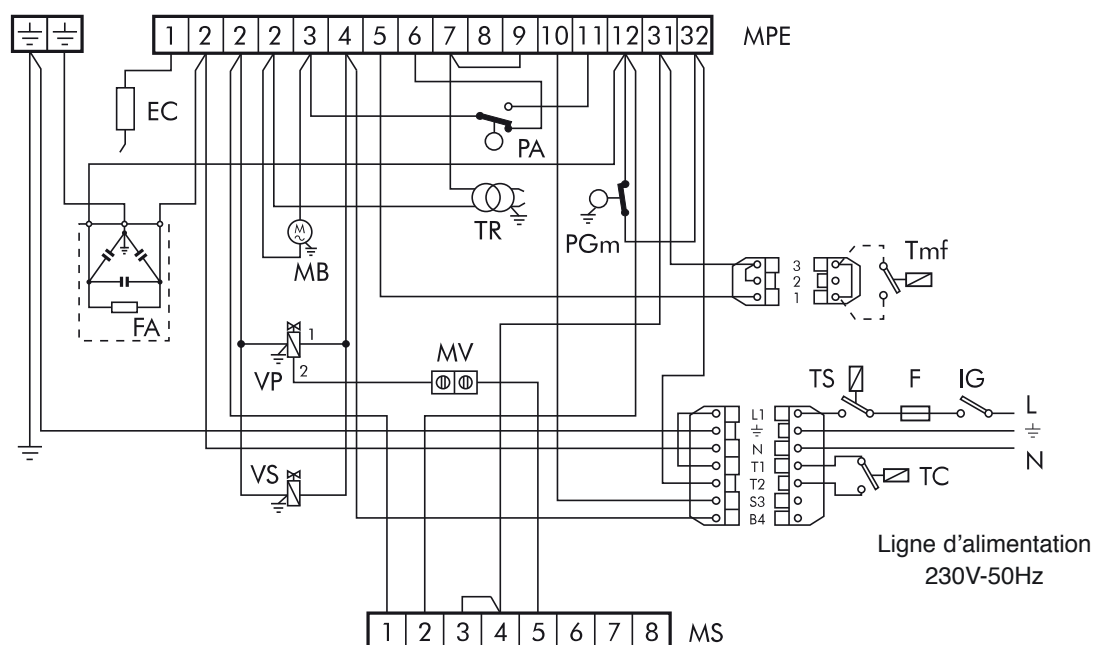 1 2 2 2 3 4 5 6 7 8 9 10 11 12 31 32 MPE
EC
PA
TR
PGm
M
MB
FA
Tmf
3
2
1
VP
1
2
MV
TS F IG
L
N
L1
N
T1
T2
S3
B4
TC
VS
Ligne d'alimentation
230V-50Hz
1 2 3 4 5 6 7 8 MS